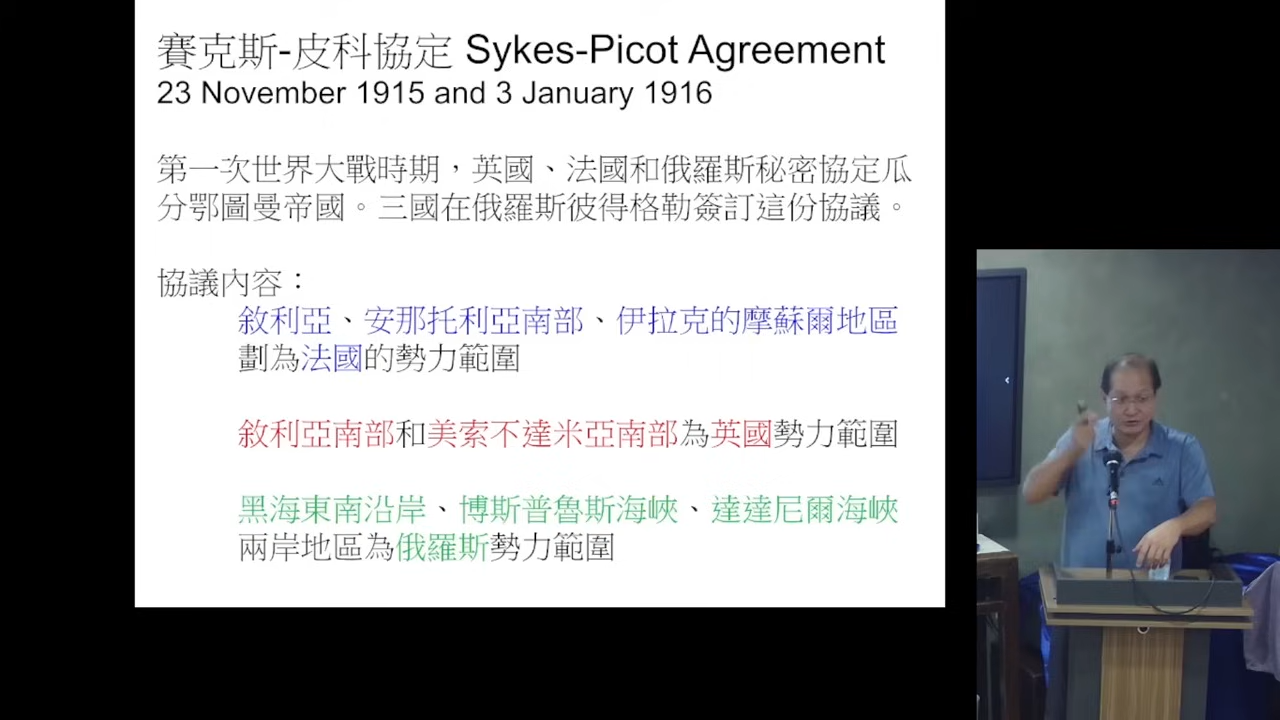 賽克斯-皮科協定 Sykes-Picot Agreement
23 November 1915 and 3 January 1916
第一次世界大戰時期，英國、法國和俄羅斯秘密協定瓜
分鄂圖曼帝國。三國在俄羅斯彼得格勒簽訂這份協議。
協議內容：
敘利亞、安那托利亞南部、伊拉克的摩蘇爾地區
劃為法國的勢力範圍
敘利亞南部和美索不達米亞南部為英國勢力範圍
黑海東南沿岸、博斯普魯斯海峽、達達尼爾海峽
兩岸地區為俄羅斯勢力範圍